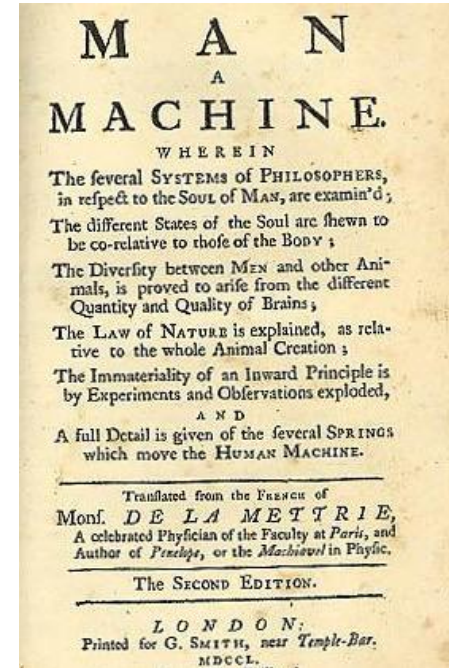 MAN
A
MACHINE.
WHEREIN
The ſeveral SYSTEMS of PHILOSOPHERS,
in reſpect to the SOUL of MAN, are examin'd;
The different States of the Soul are ſhewn to
be co-relative to thoſe of the BODY;
The Diverſity between MEN and other Ani-
mals, is proved to ariſe from the different
Quantity and Quality of Brains;
The LAW of NATURE is explained, as rela-
tive to the whole Animal Creation;
The Immateriality of an Inward Principle is
by Experiments and Obſervations exploded,
AND
A full Detail is given of the ſeveral SPRINGS
which move the HUMAN MACHINE.
Tranſlated from the FRENCH of
Monſ. DE LA METTRIE,
A celebrated Phyſician of the Faculty at Paris, and
Author of Penelope, or the Machiavel in Phyſic.
The SECOND EDITION.
LONDON:
Printed for G. SMITH, near Temple-Bar.
MDCCL.